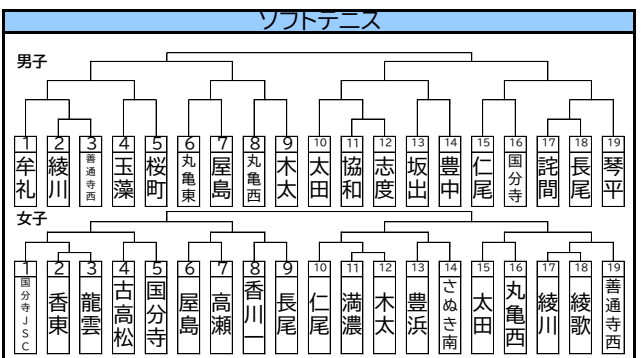 ソフトテニス
男子
1 2 3 4 5 6 7 8 9 10 11 12 13 14 15 16 17 18 19
牟礼 綾川 善通寺西 玉藻 桜町 丸亀東 屋島 丸亀西 木太 太田 協和 志度 坂出 豊中 仁尾 国分寺 詫間 長尾 琴平
女子
1 2 3 4 5 6 7 8 9 10 11 12 13 14 15 16 17 18 19
国分寺JSC 香東 龍雲 古高松 国分寺 屋島 高瀬 香川一 長尾 仁尾 満濃 木太 豊浜 さぬき南 太田 丸亀西 綾川 綾歌 善通寺西